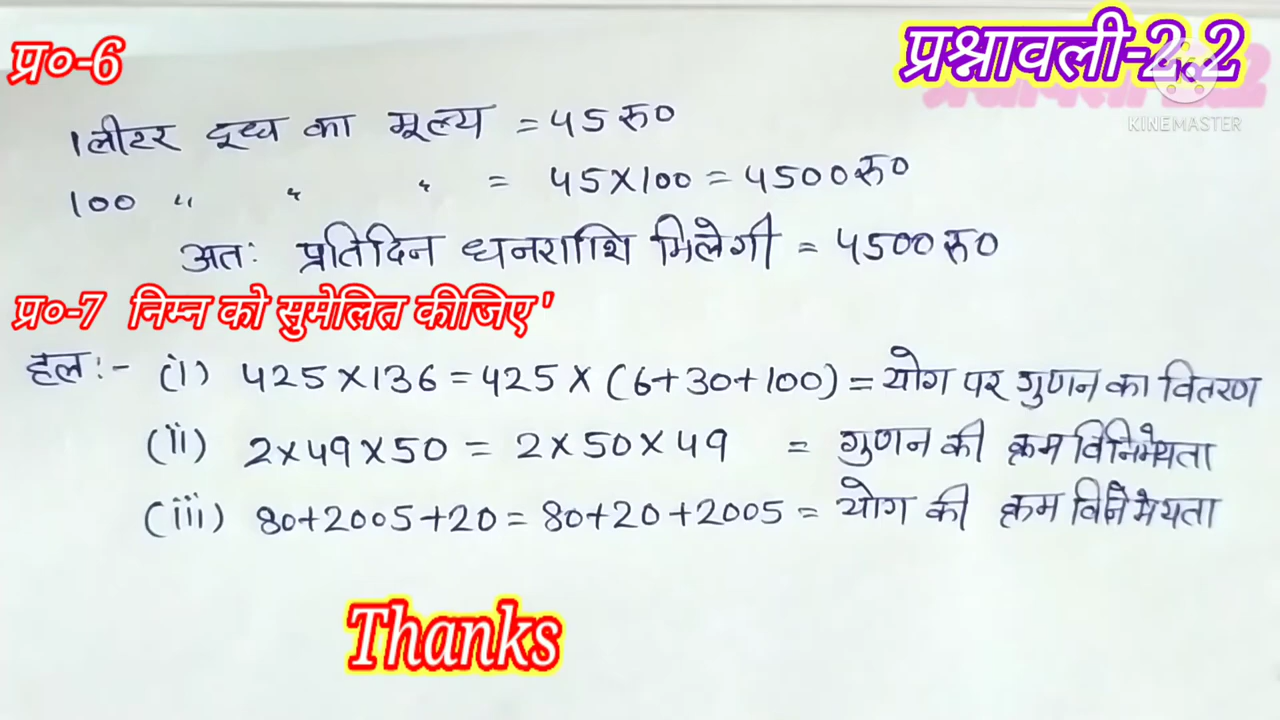 प्र०-6
प्रश्नावली-2.2
KINEMASTER
1लीटर दूध का मूल्य = 45 रु०
100 " " " = 45×100 = 4500 रु०
अतः प्रतिदिन धनराशि मिलेगी = 4500 रु०
प्र०-7 निम्न को सुमेलित कीजिए'
हलः- (i) 425×136 = 425 × (6+30+100) = योग पर गुणन का वितरण
(ii) 2×49×50 = 2×50×49 = गुणन की क्रम विनिमेयता
(iii) 80+2005+20 = 80+20+2005 = योग की क्रम विनिमेयता
Thanks